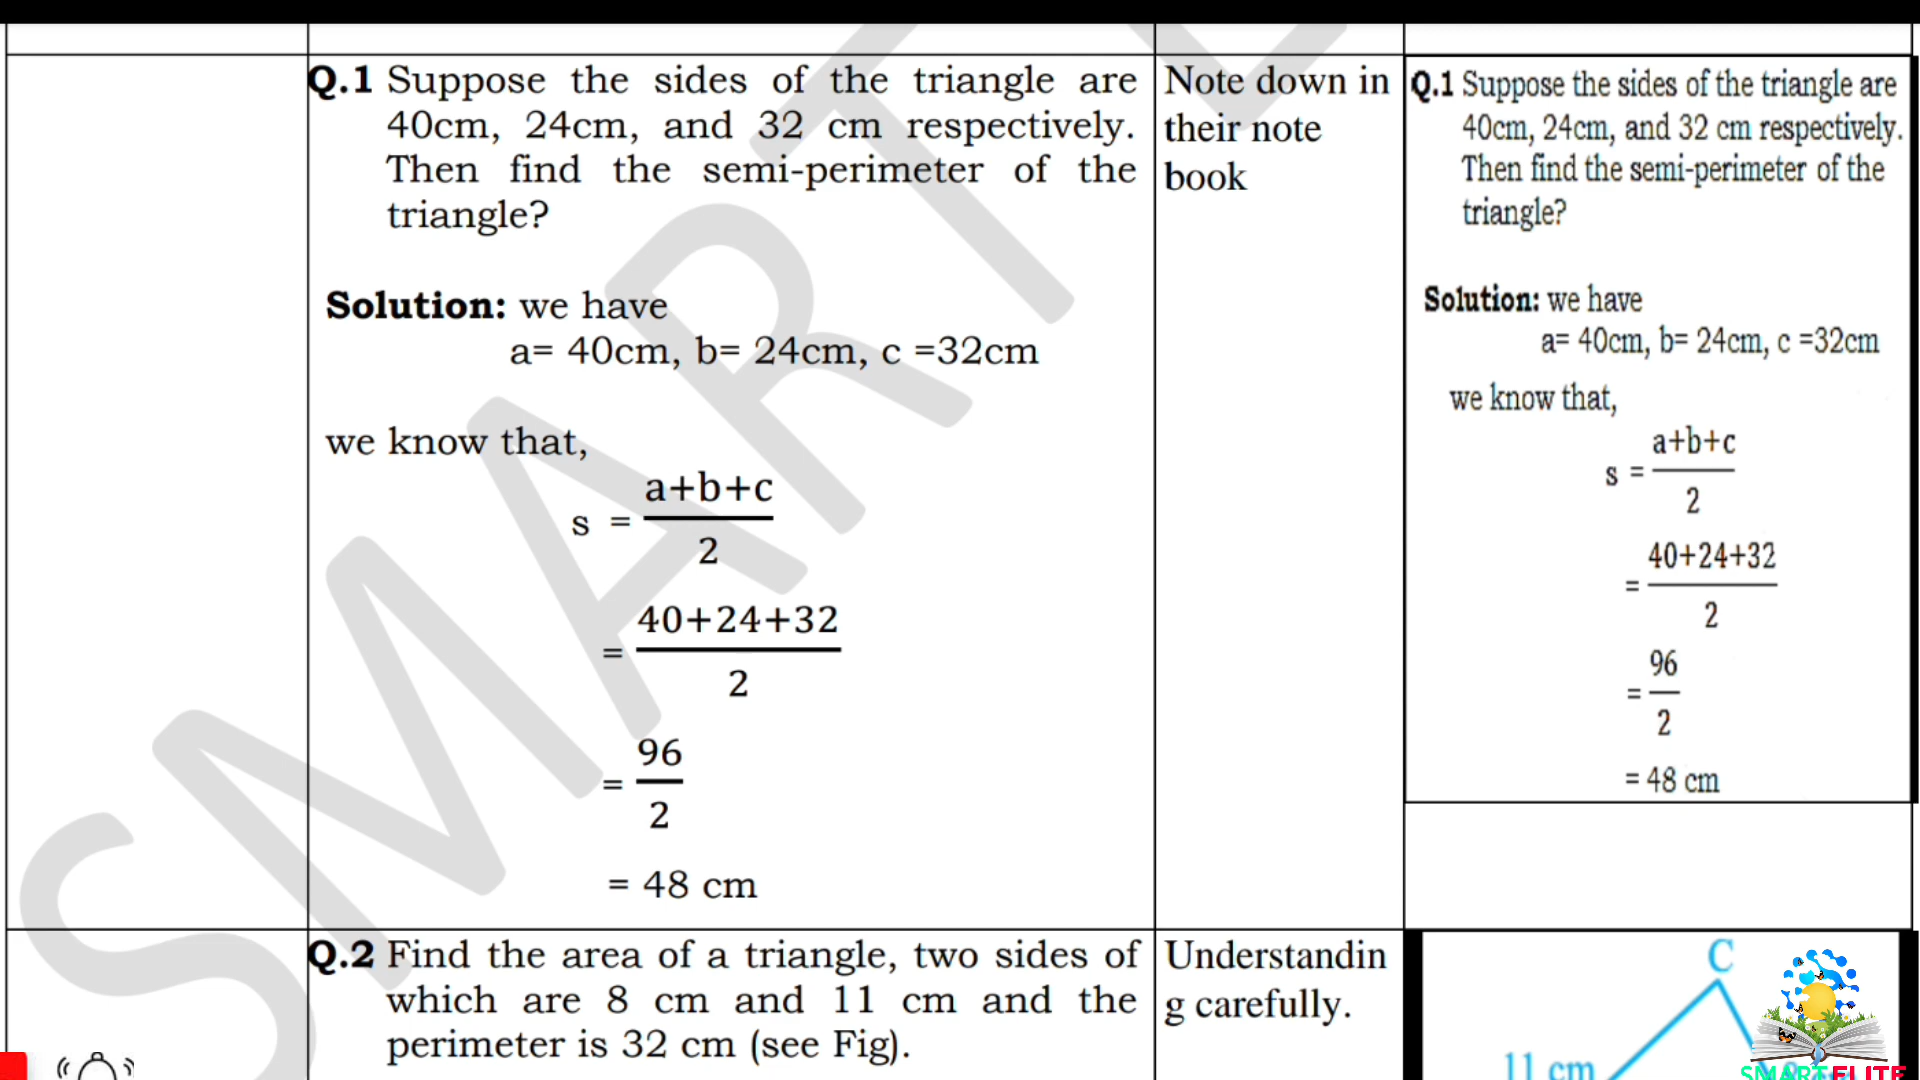 Q.1 Suppose the sides of the triangle are
40cm, 24cm, and 32 cm respectively.
Then find the semi-perimeter of the
triangle?
Solution: we have
a= 40cm, b= 24cm, c =32cm
we know that,
s = a+b+c
2
= 40+24+32
2
= 96
2
= 48 cm
Note down in
their note
book
Q.1 Suppose the sides of the triangle are
40cm, 24cm, and 32 cm respectively.
Then find the semi-perimeter of the
triangle?
Solution: we have
a= 40cm, b= 24cm, c =32cm
we know that,
s = a+b+c
2
= 40+24+32
2
= 96
2
= 48 cm
Q.2 Find the area of a triangle, two sides of
which are 8 cm and 11 cm and the
perimeter is 32 cm (see Fig).
Understandin
g carefully.
C
11 cm
SMART ELITE
SMART E